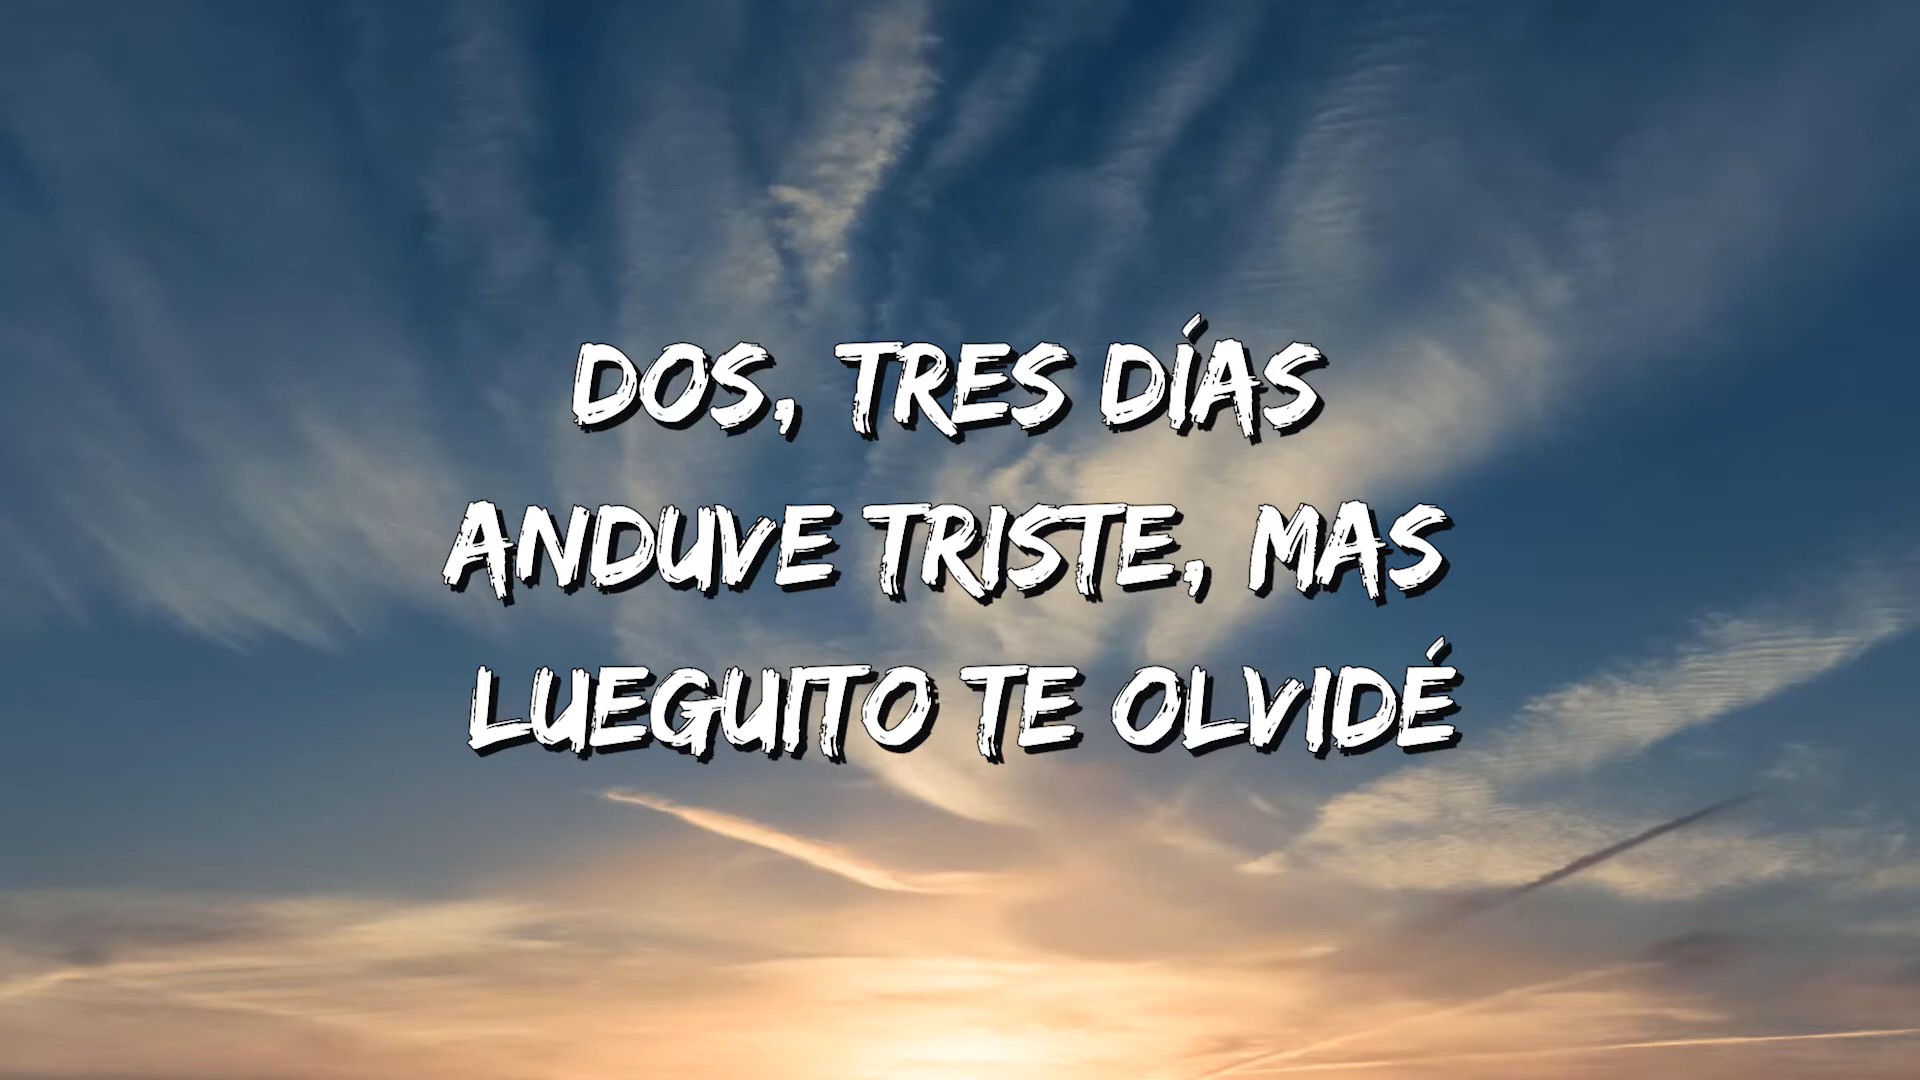 DOS, TRES DÍAS
ANDUVE TRISTE, MAS
LUEGUITO TE OLVIDÉ